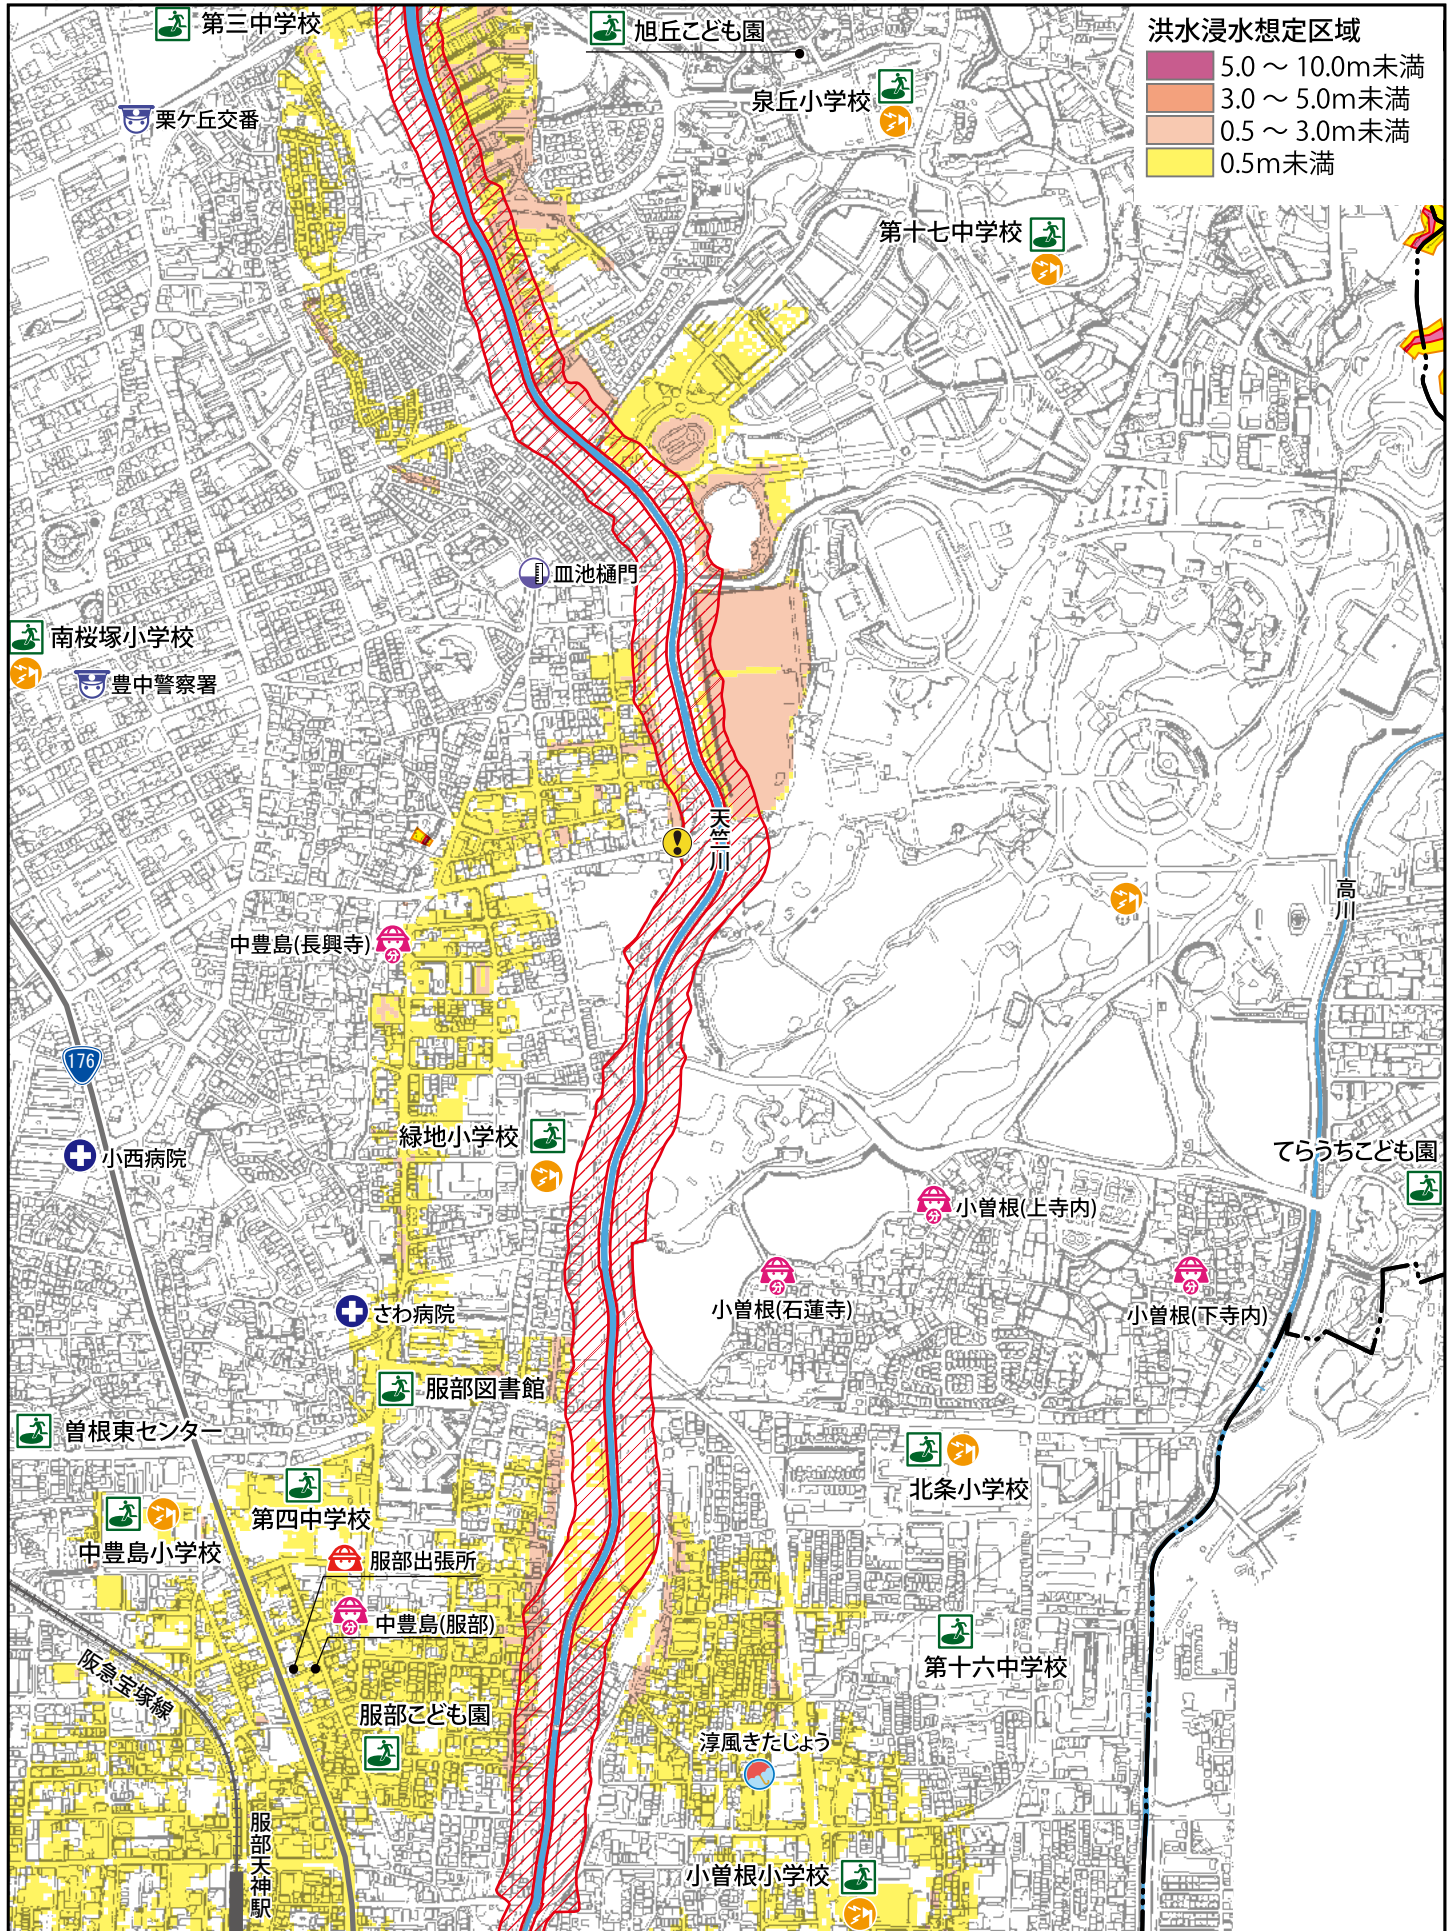 第三中学校
旭丘こども園
洪水浸水想定区域
5.0 ～ 10.0m未満
3.0 ～ 5.0m未満
0.5 ～ 3.0m未満
0.5m未満
栗ケ丘交番
泉丘小学校
第十七中学校
皿池樋門
南桜塚小学校
豊中警察署
天竺川
高川
中豊島(長興寺)
分
176
緑地小学校
小西病院
てらうちこども園
小曽根(上寺内)
分
小曽根(石蓮寺)
分
小曽根(下寺内)
分
さわ病院
服部図書館
曽根東センター
北条小学校
第四中学校
中豊島小学校
服部出張所
中豊島(服部)
分
第十六中学校
阪急宝塚線
服部こども園
淳風きたじょう
服部天神駅
小曽根小学校